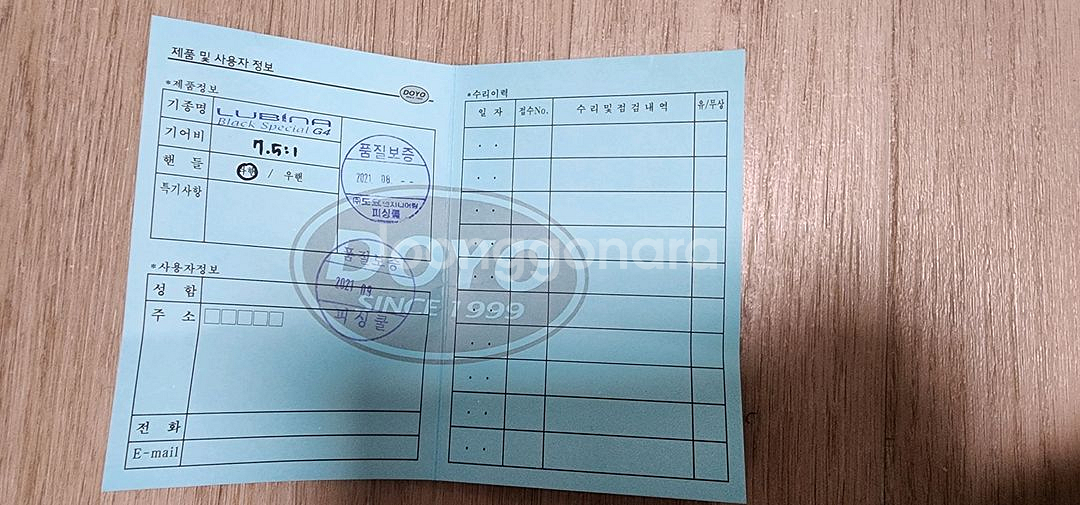 제품 및 사용자 정보
DOYO
*제품정보
기종명 LUBINA
Black Special G4
기어비 7.5:1
핸 들 좌핸 / 우핸
특기사항
품질보증
2021 08 - -
피싱
*사용자정보
성 함
주 소
품질보증
2021 09
피싱쿨
전 화
E-mail
*수리이력
일 자 접수No. 수리및점검내역 유/무상
DOYO
SINCE 1999
joonggonara